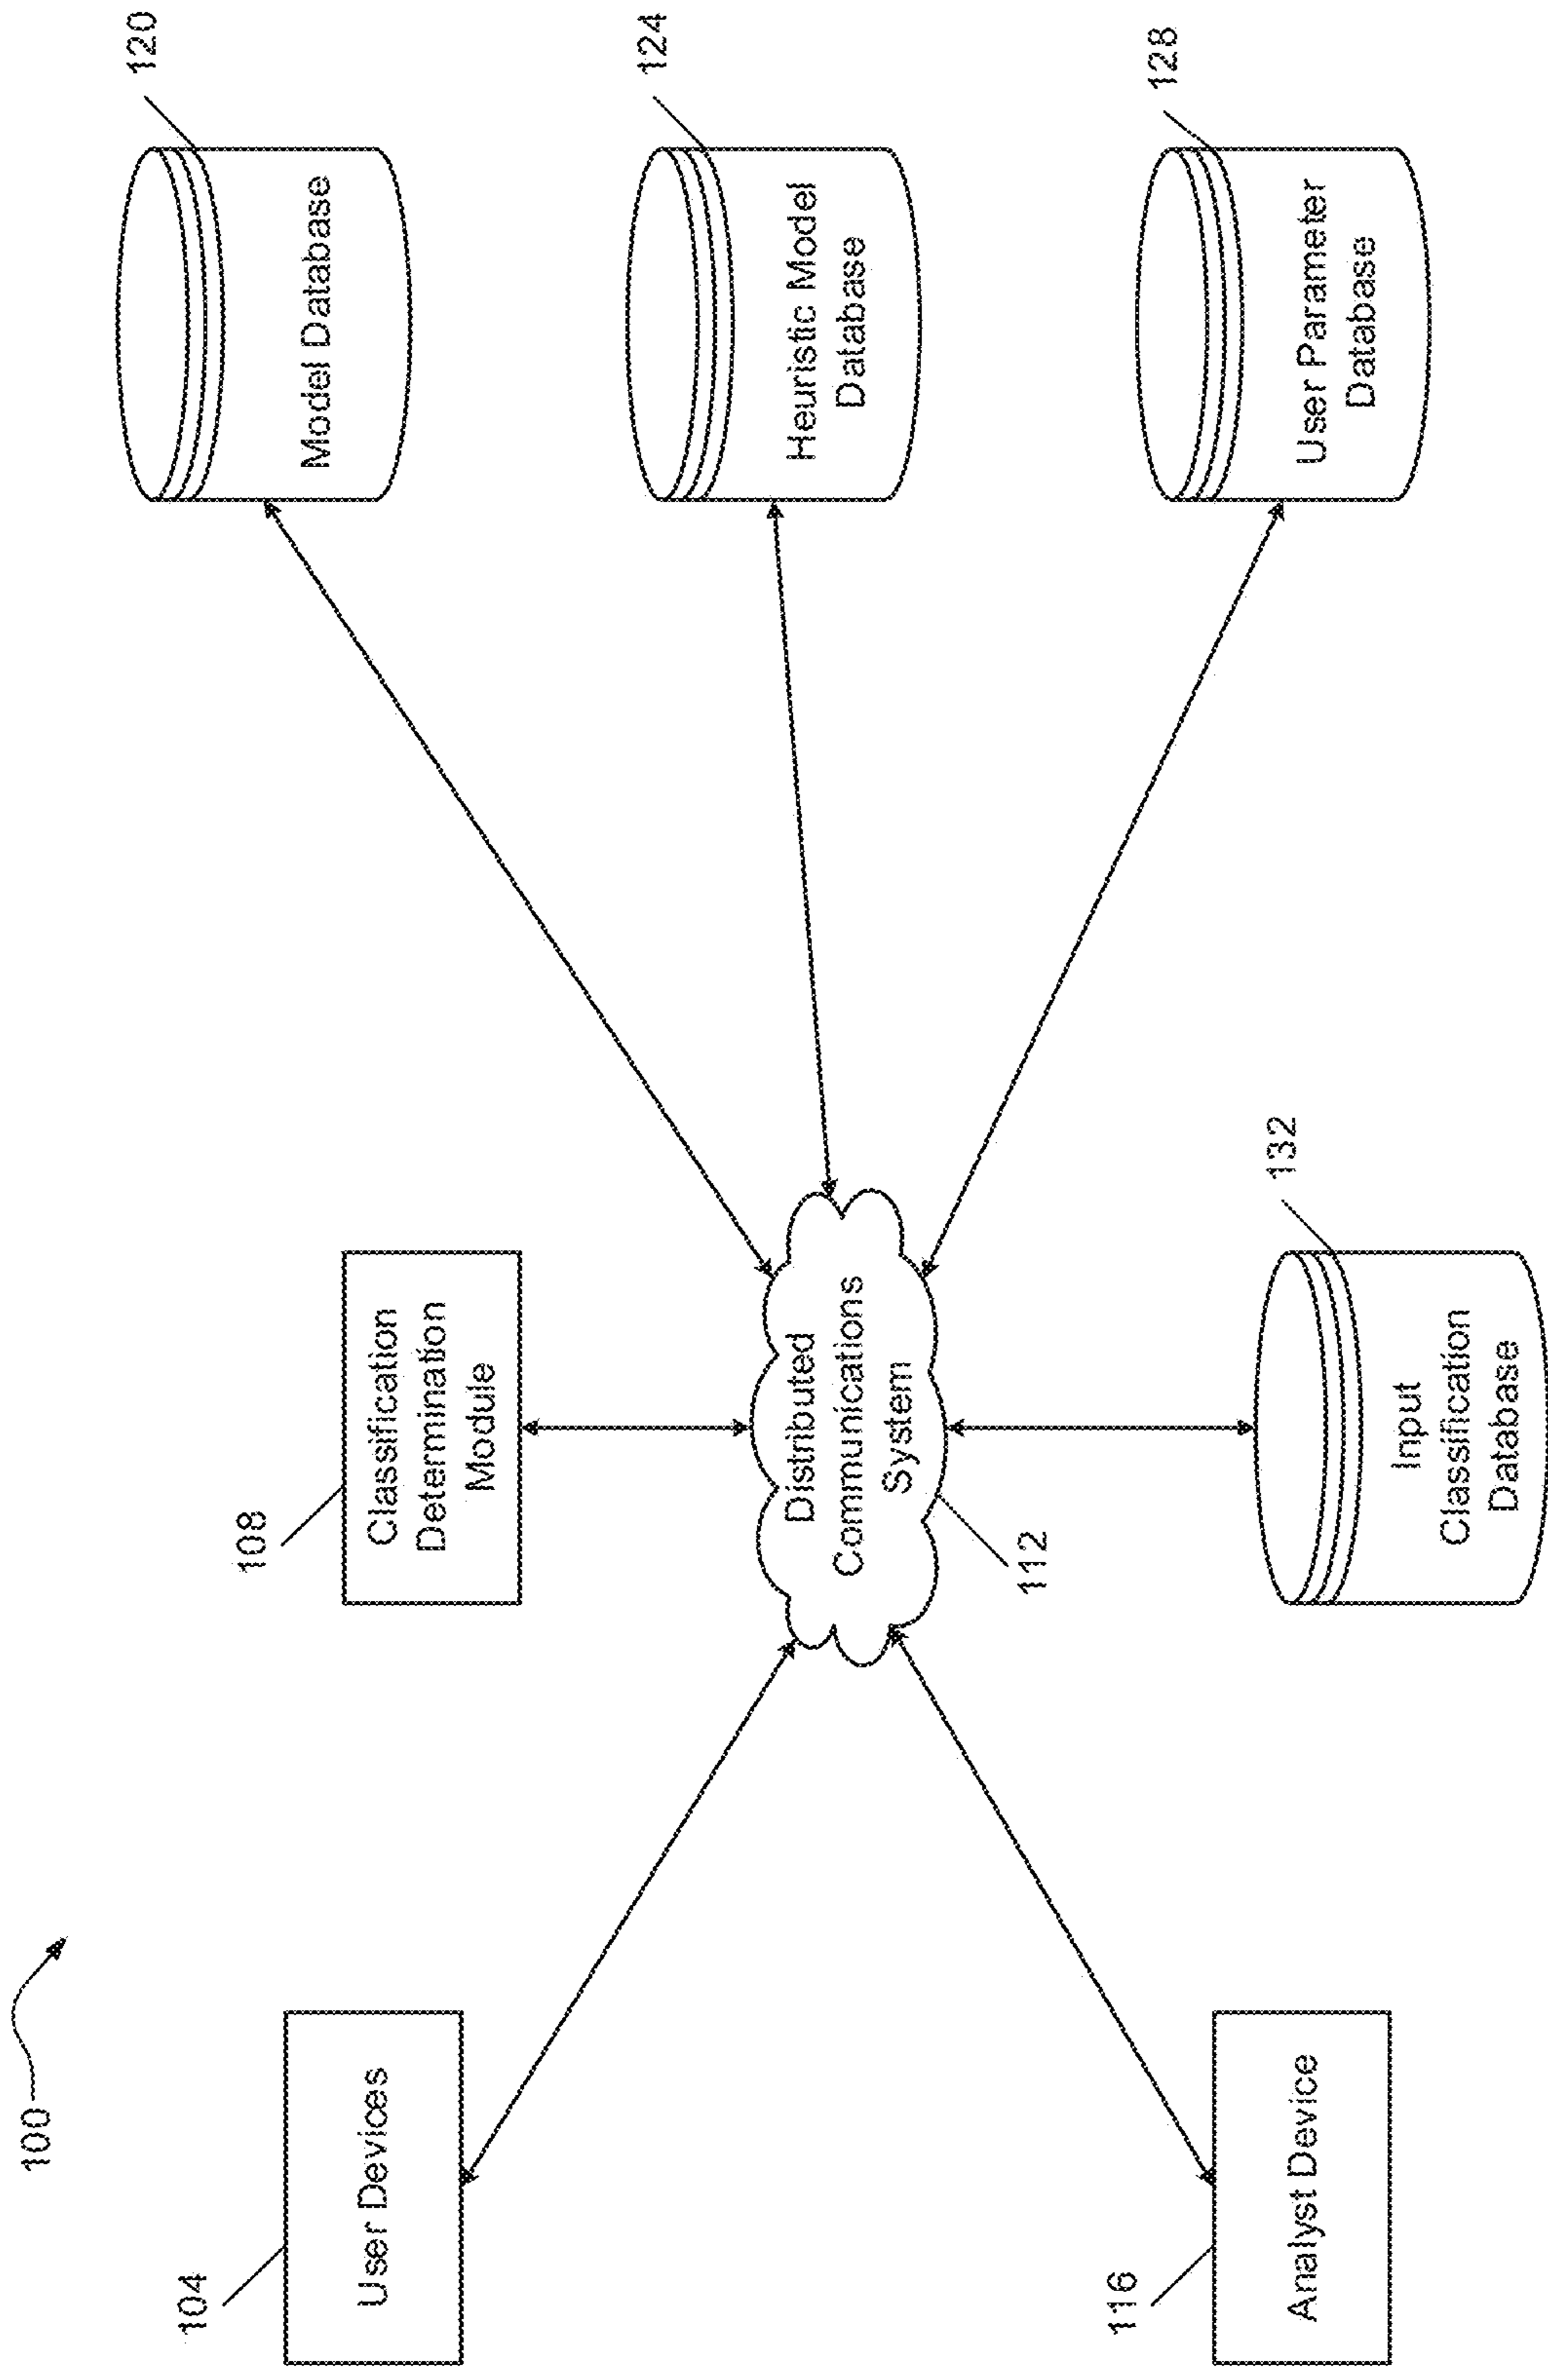 100
104
User Devices
108
Classification
Determination
Module
120
Model Database
Distributed
Communications
System
112
124
Heuristic Model
Database
116
Analyst Device
132
Input
Classification
Database
128
User Parameter
Database